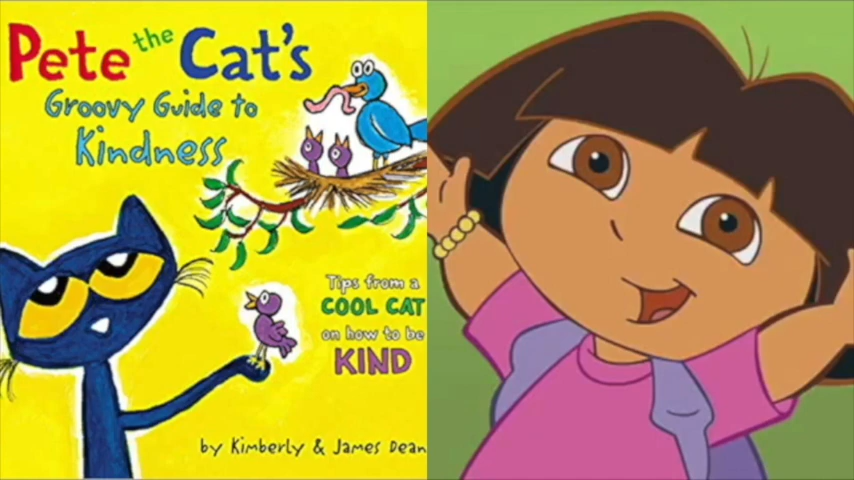 Pete the Cat's
Groovy Guide to
Kindness
Tips from a
COOL CAT
on how to be
KIND
by Kimberly & James Dean